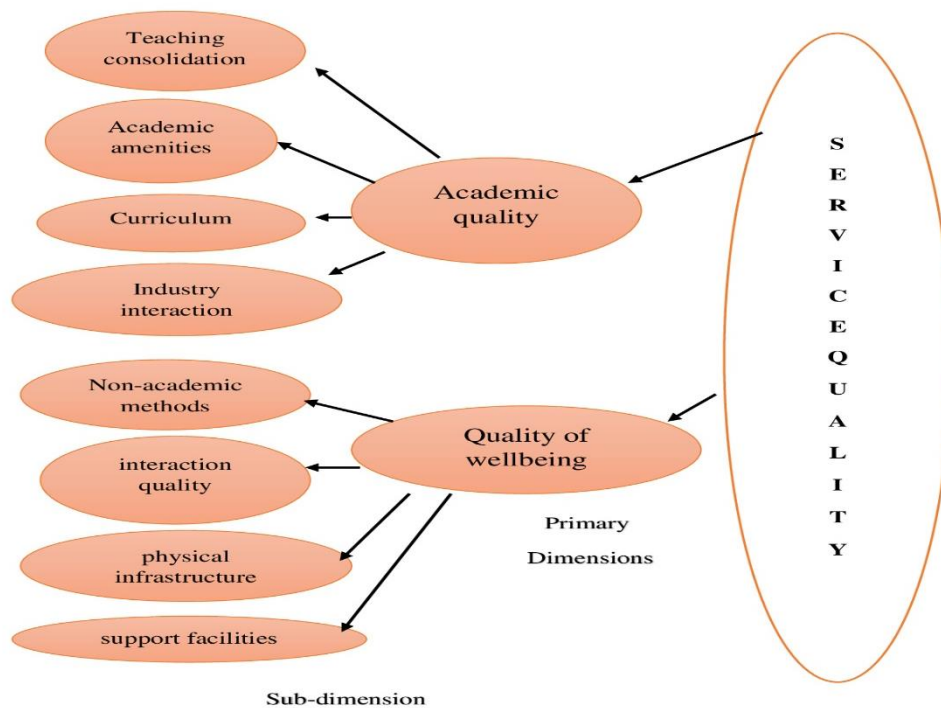 Teaching
consolidation
Academic
amenities
Curriculum
Industry
interaction
Non-academic
methods
interaction
quality
physical
infrastructure
support facilities
Sub-dimension
Academic
quality
Quality of
wellbeing
Primary
Dimensions
S
E
R
V
I
C
E
Q
U
A
L
I
T
Y